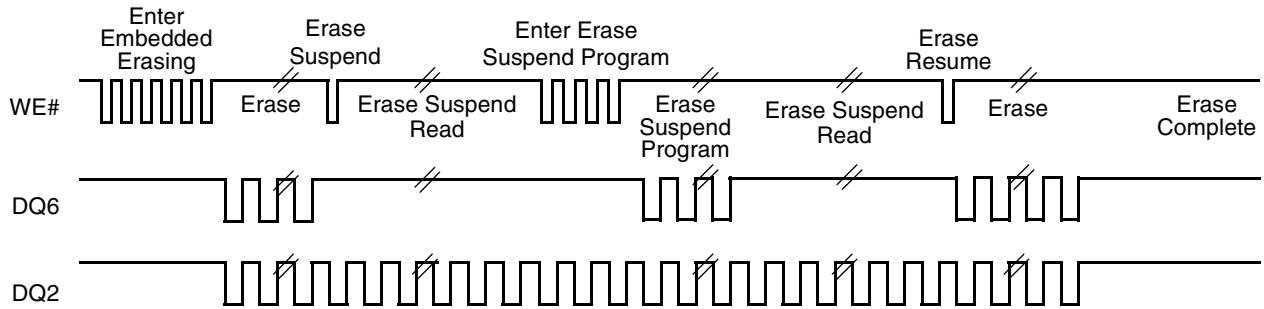 Enter
Embedded
Erasing
Erase
Suspend
Enter Erase
Suspend Program
Erase
Resume
WE#
Erase
Erase Suspend
Read
Erase
Suspend
Program
Erase Suspend
Read
Erase
Erase
Complete
DQ6
DQ2